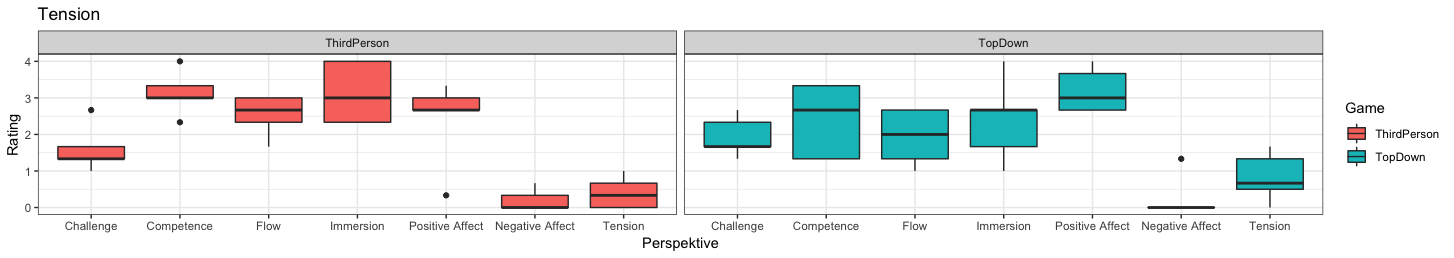 Tension
ThirdPerson
TopDown
Rating
4
3
2
1
0
Challenge Competence Flow Immersion Positive Affect Negative Affect Tension
Challenge Competence Flow Immersion Positive Affect Negative Affect Tension
Perspektive
Game
ThirdPerson
TopDown